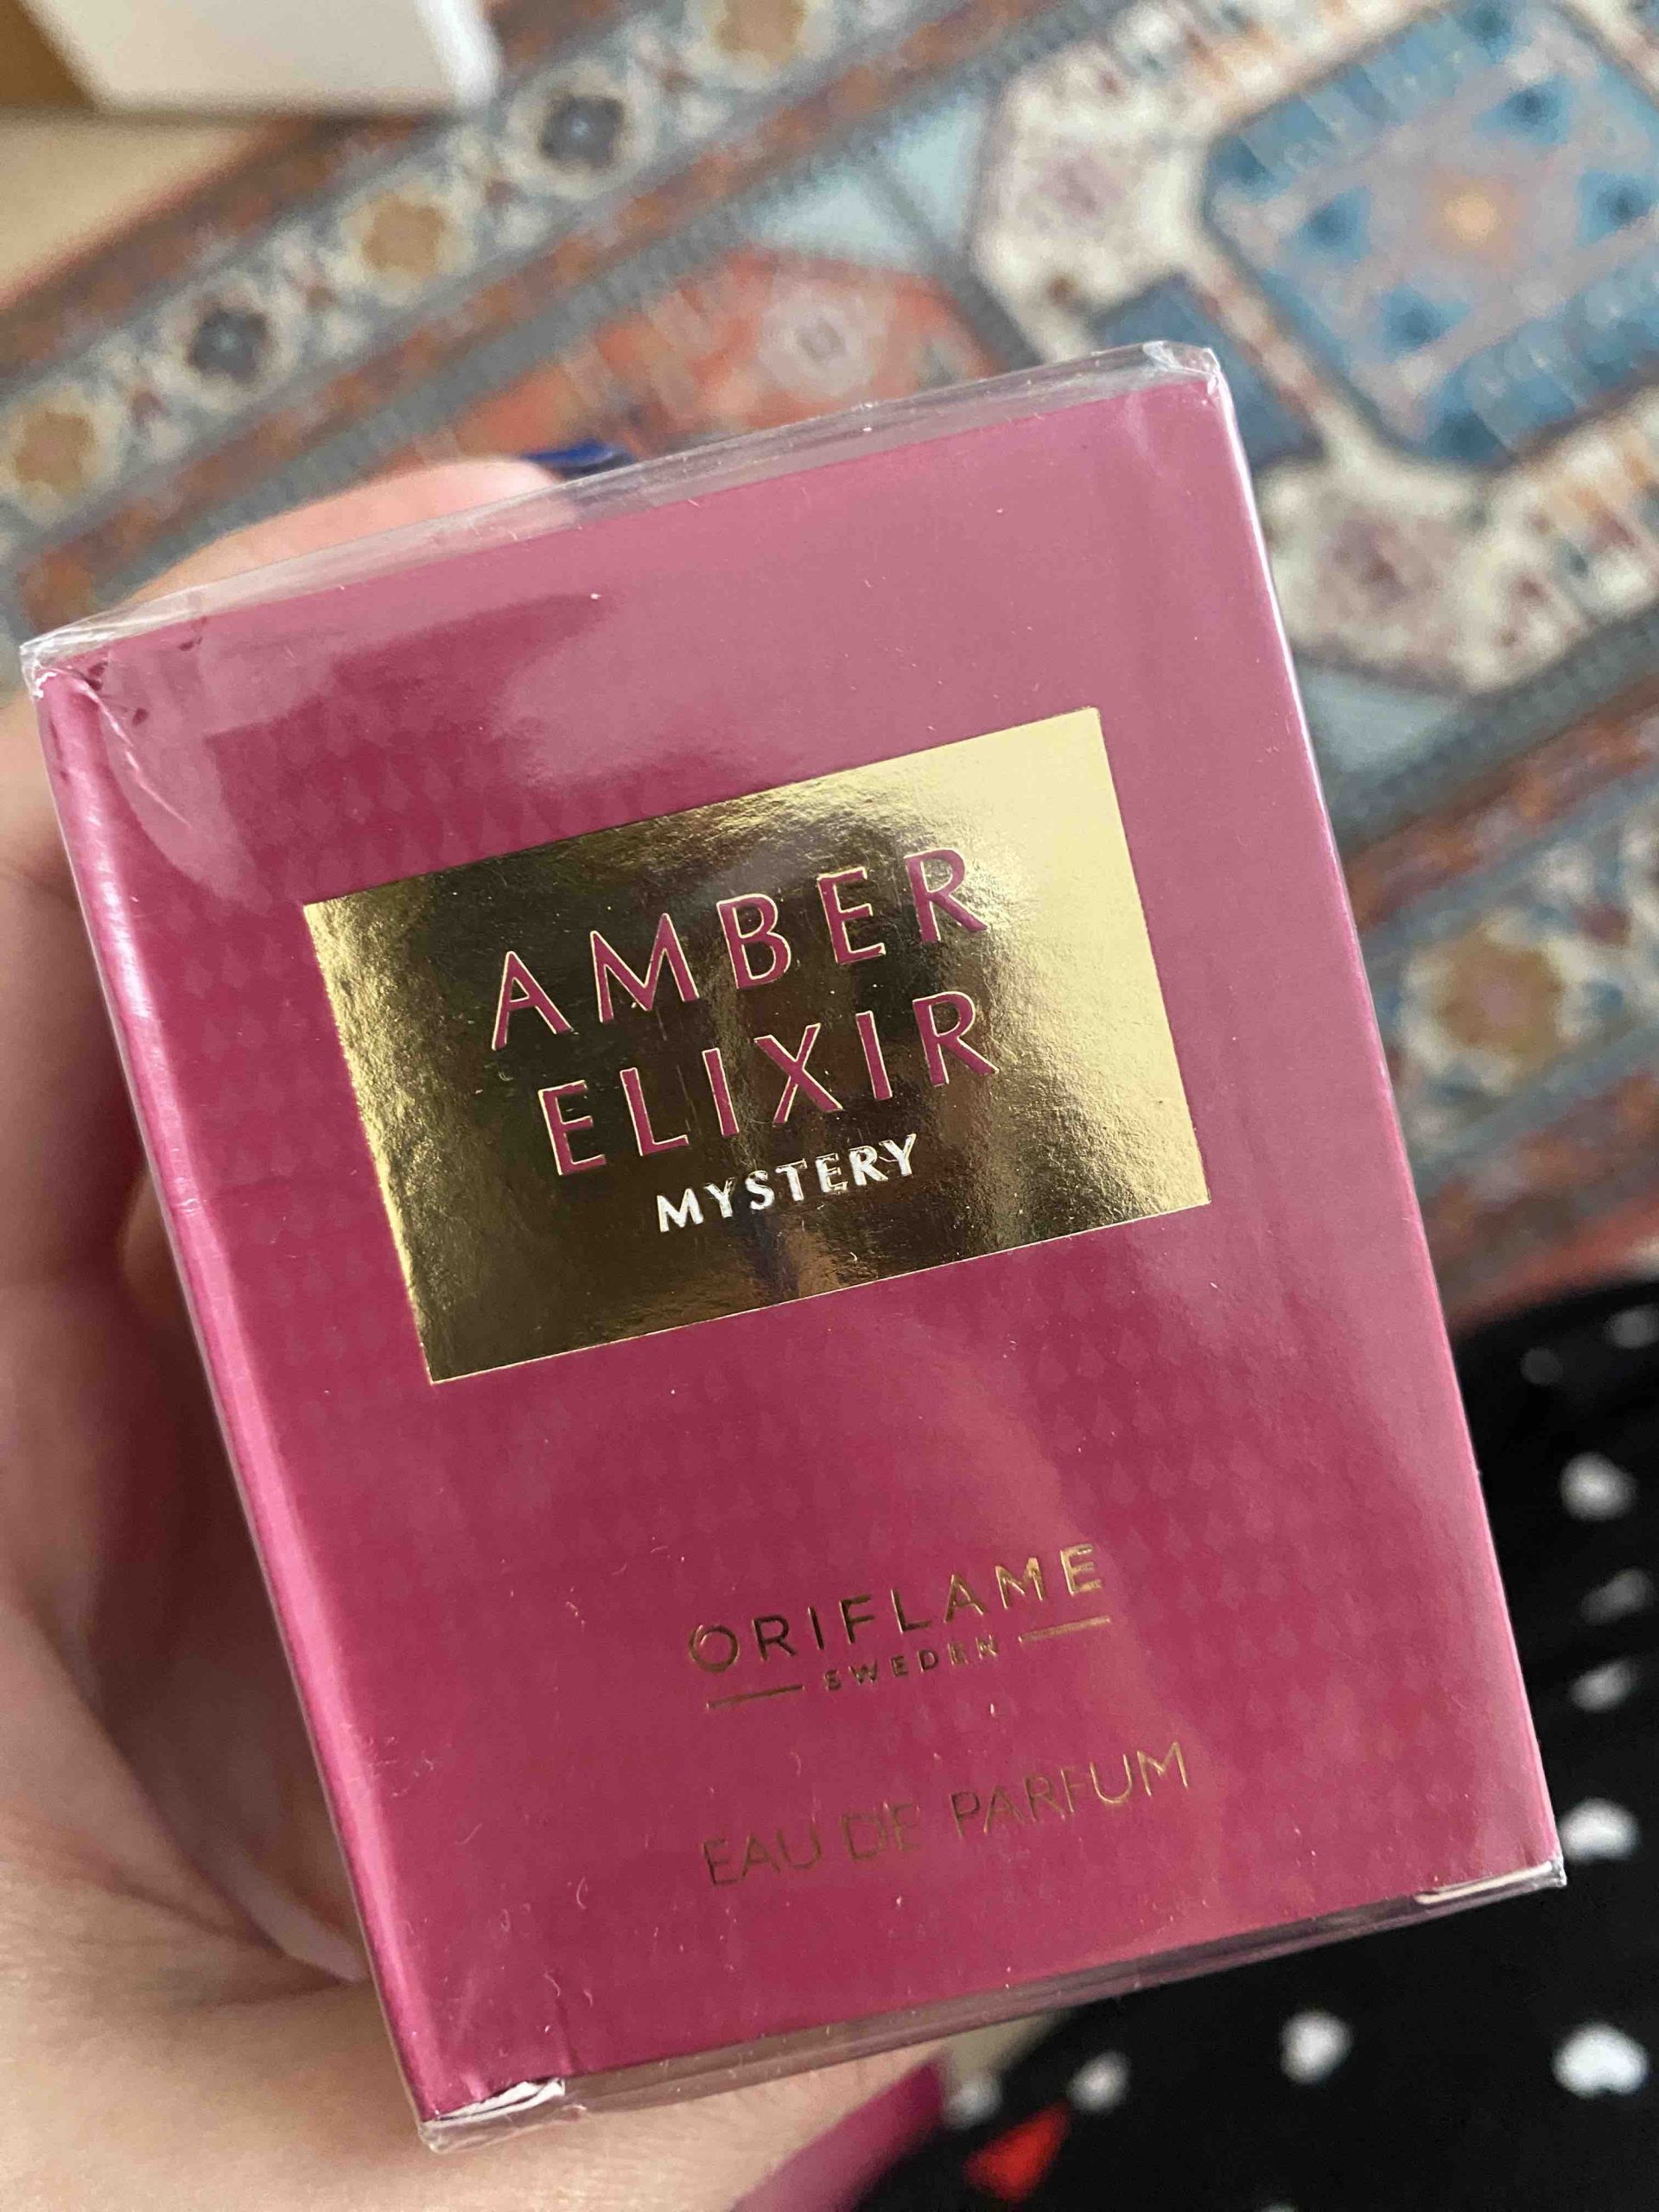 AMBER
ELIXIR
MYSTERY
ORIFLAME
SWEDEN
EAU DE PARFUM